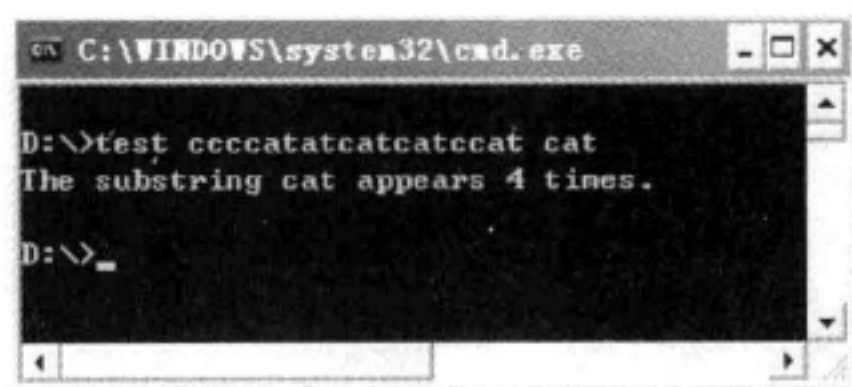 C:\WINDOWS\system32\cmd.exe
D:\>test ccccatatcatcatccat cat
The substring cat appears 4 times.
D:\>_